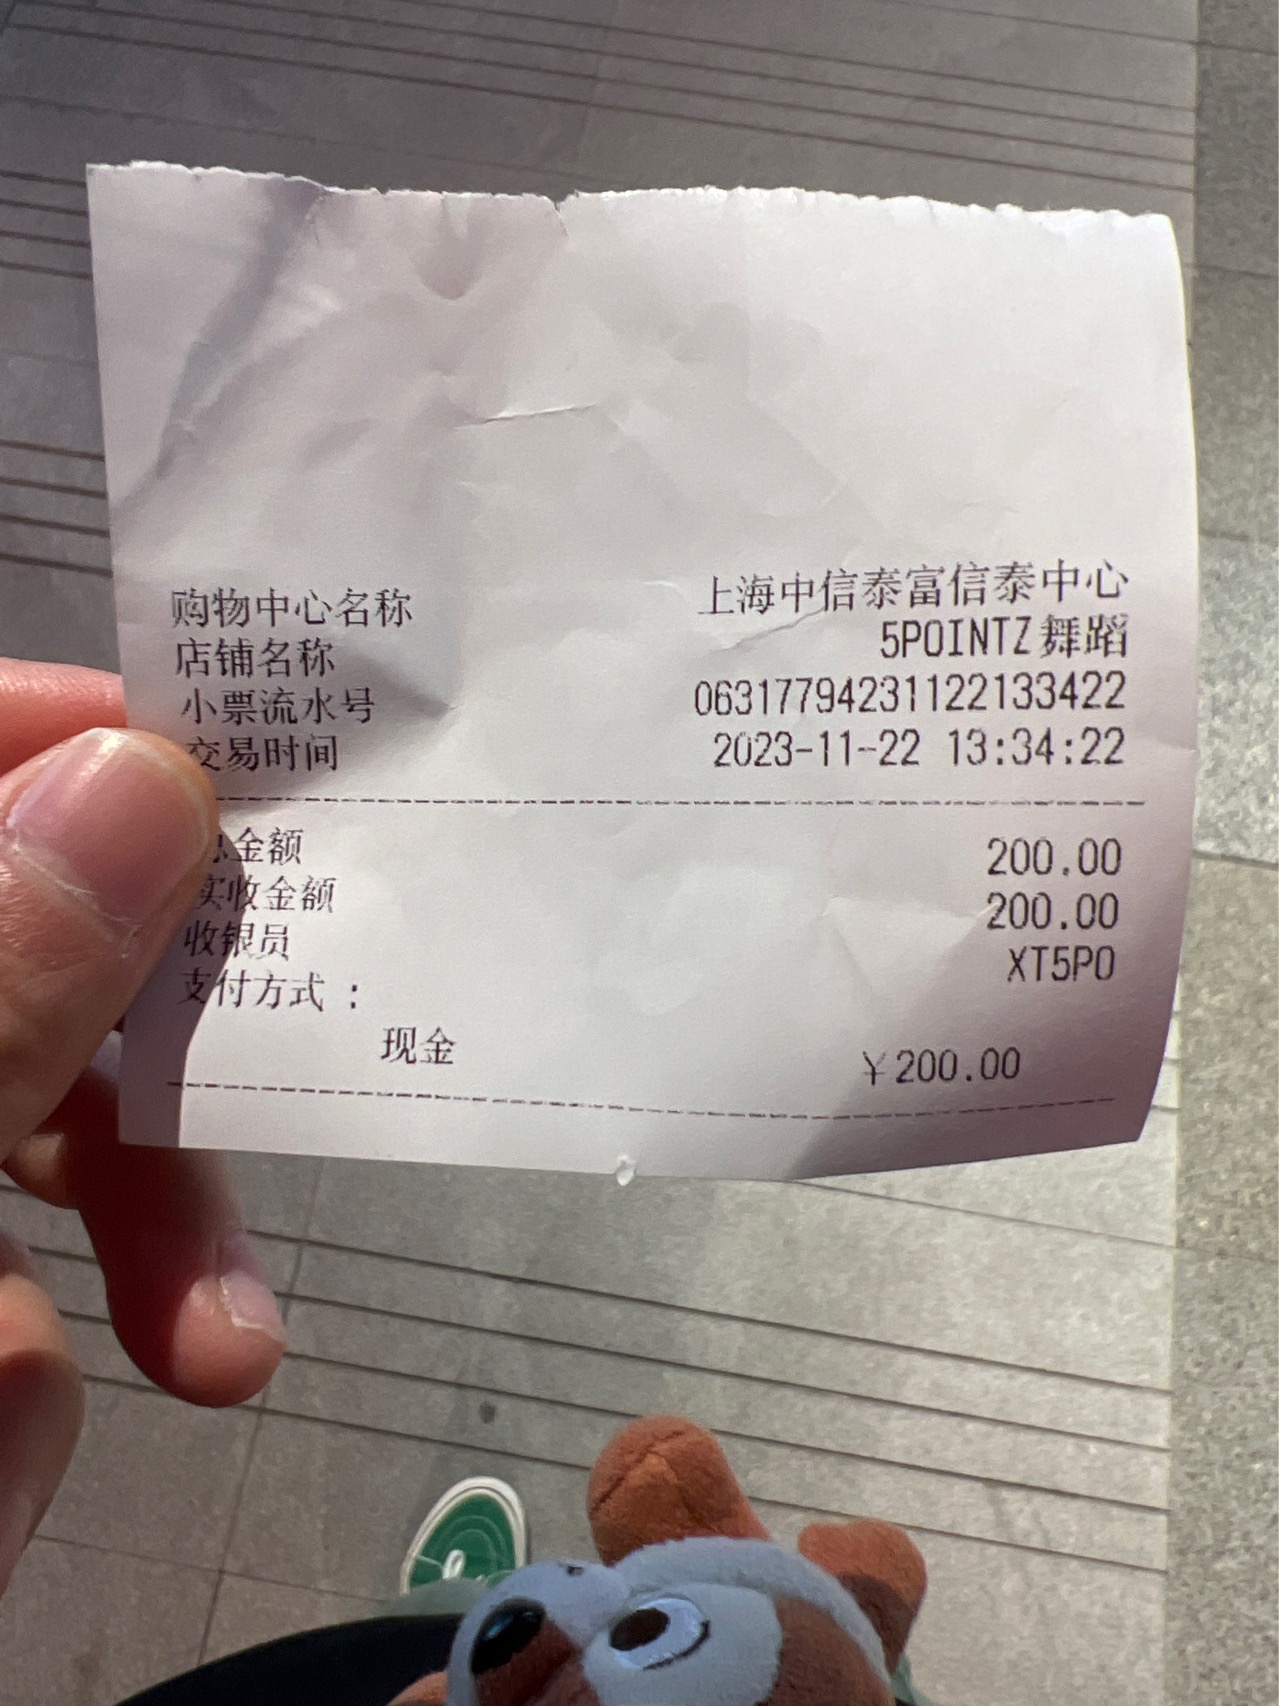 购物中心名称 上海中信泰富信泰中心
店铺名称 5POINTZ舞蹈
小票流水号 06317794231122133422
交易时间 2023-11-22 13:34:22
金额 200.00
实收金额 200.00
收银员 XT5PO
支付方式：
现金 ￥200.00